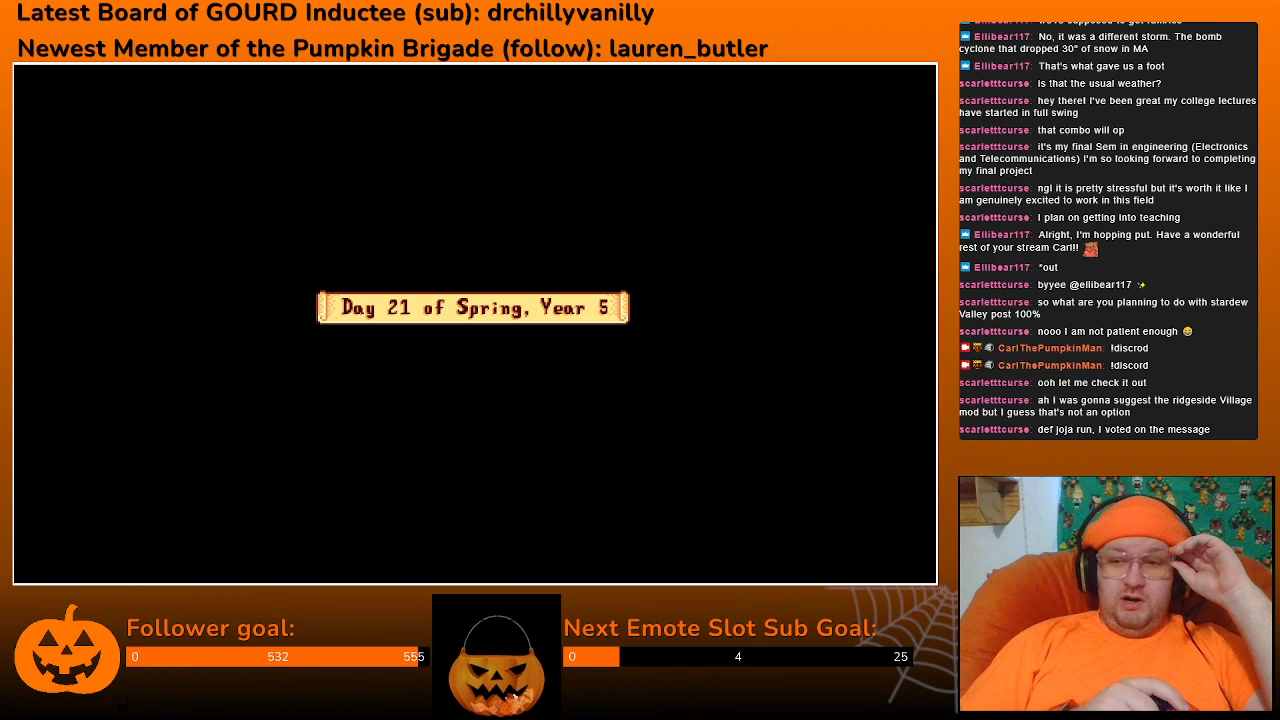 Latest Board of GOURD Inductee (sub): drchillyvanilly
Newest Member of the Pumpkin Brigade (follow): lauren_butler
Day 21 of Spring, Year 5
Ellibear117: No, it was a different storm. The bomb
cyclone that dropped 30" of snow in MA
Ellibear117: That's what gave us a foot
scarletttcurse: is that the usual weather?
scarletttcurse: hey there! I've been great my college lectures
have started in full swing
scarletttcurse: that combo will op
scarletttcurse: it's my final Sem in engineering (Electronics
and Telecommunications) I'm so looking forward to completing
my final project
scarletttcurse: ngl it is pretty stressful but it's worth it like I
am genuinely excited to work in this field
scarletttcurse: I plan on getting into teaching
Ellibear117: Alright, I'm hopping put. Have a wonderful
rest of your stream Carl!!
Ellibear117: *out
scarletttcurse: byyee @ellibear117 ✨
scarletttcurse: so what are you planning to do with stardew
Valley post 100%
scarletttcurse: nooo I am not patient enough 😂
CarlThePumpkinMan: !discrod
CarlThePumpkinMan: !discord
scarletttcurse: ooh let me check it out
scarletttcurse: ah I was gonna suggest the ridgeside Village
mod but I guess that's not an option
scarletttcurse: def joja run, I voted on the message
Follower goal:
0 532 555
Next Emote Slot Sub Goal:
0 4 25